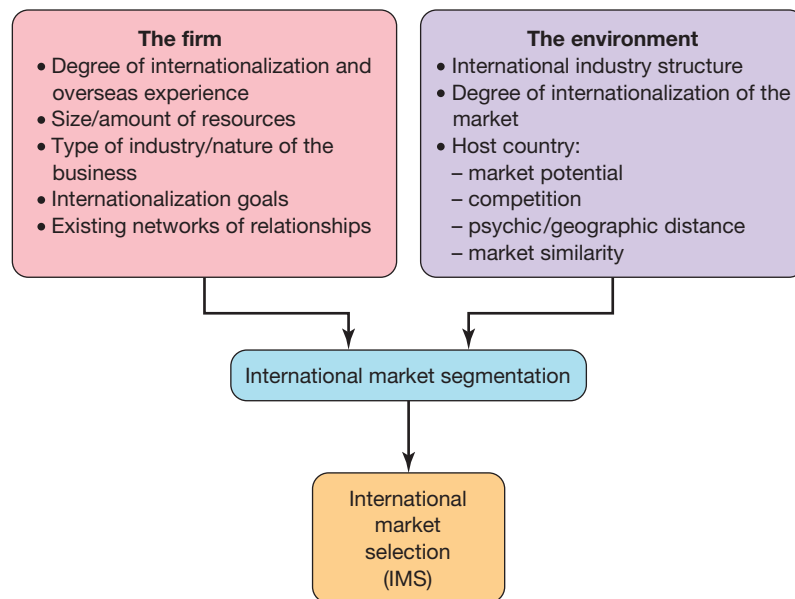 The firm
• Degree of internationalization and
overseas experience
• Size/amount of resources
• Type of industry/nature of the
business
• Internationalization goals
• Existing networks of relationships
The environment
• International industry structure
• Degree of internationalization of the
market
• Host country:
– market potential
– competition
– psychic/geographic distance
– market similarity
International market segmentation
International
market
selection
(IMS)